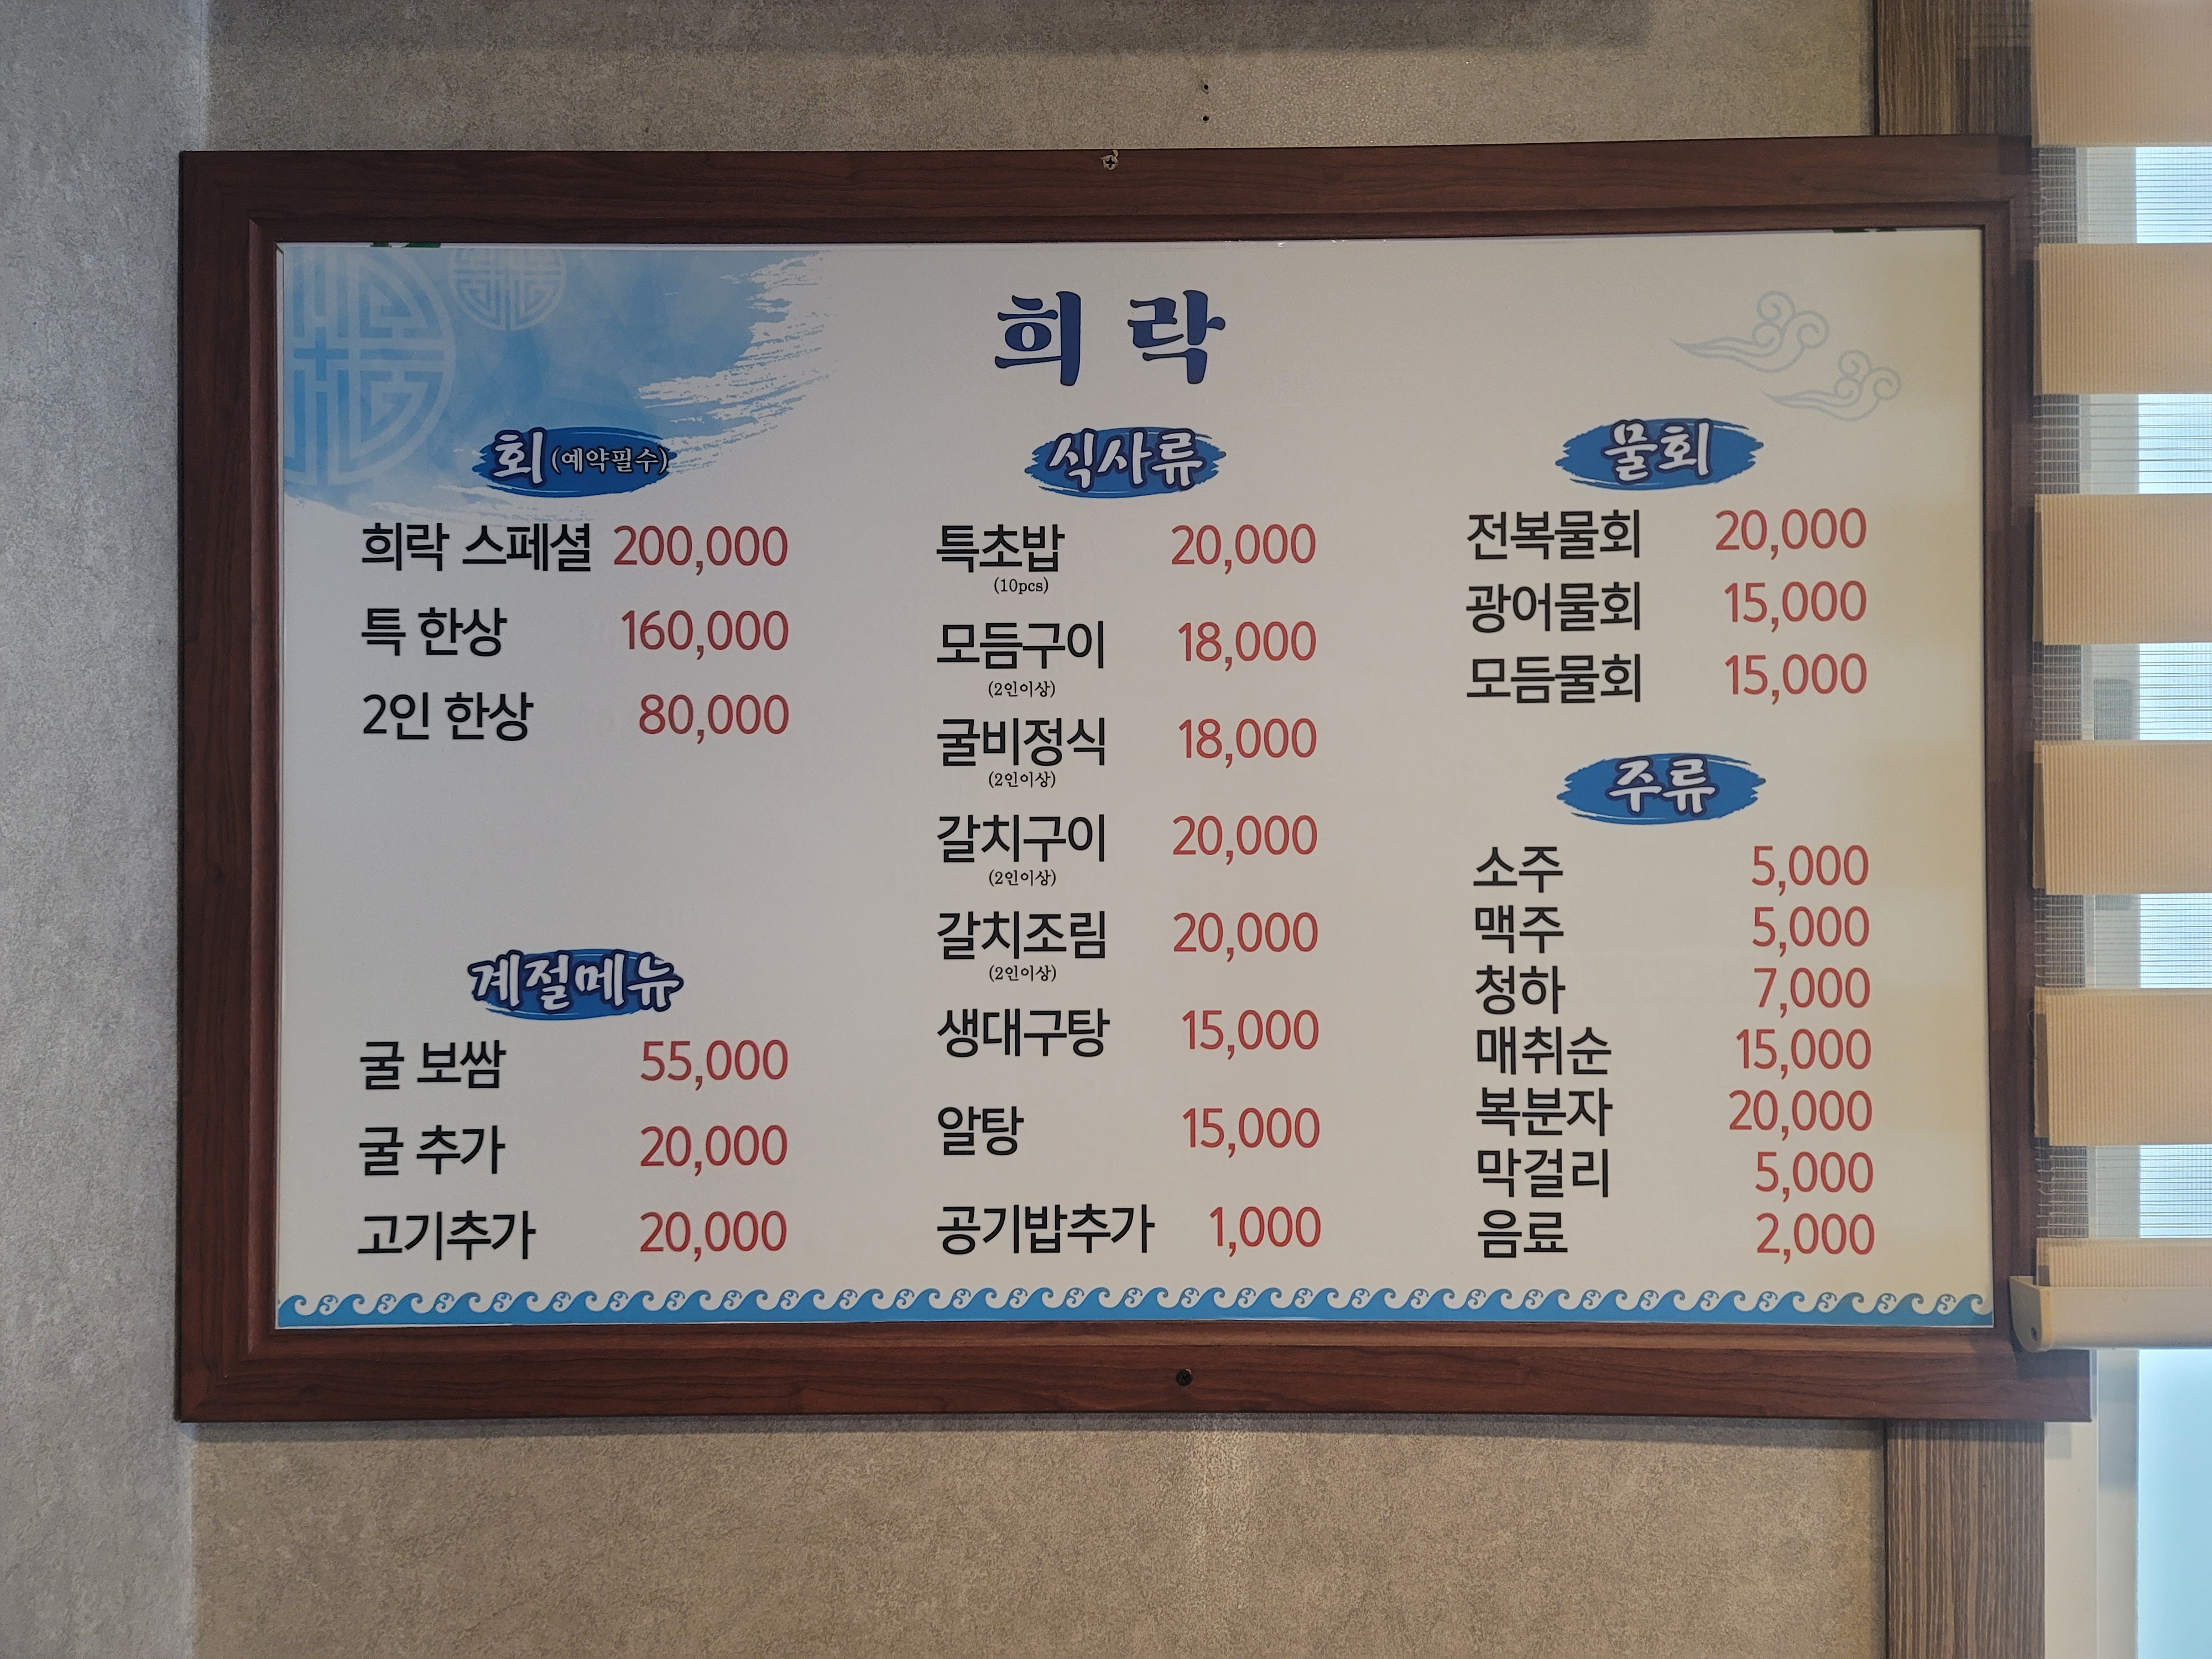 희락
회(예약필수)
희락 스페셜 200,000
특 한상 160,000
2인 한상 80,000
계절메뉴
굴 보쌈 55,000
굴 추가 20,000
고기추가 20,000
식사류
특초밥 20,000
(10pcs)
모듬구이 18,000
(2인이상)
굴비정식 18,000
(2인이상)
갈치구이 20,000
(2인이상)
갈치조림 20,000
(2인이상)
생대구탕 15,000
알탕 15,000
공기밥추가 1,000
물회
전복물회 20,000
광어물회 15,000
모듬물회 15,000
주류
소주 5,000
맥주 5,000
청하 7,000
매취순 15,000
복분자 20,000
막걸리 5,000
음료 2,000